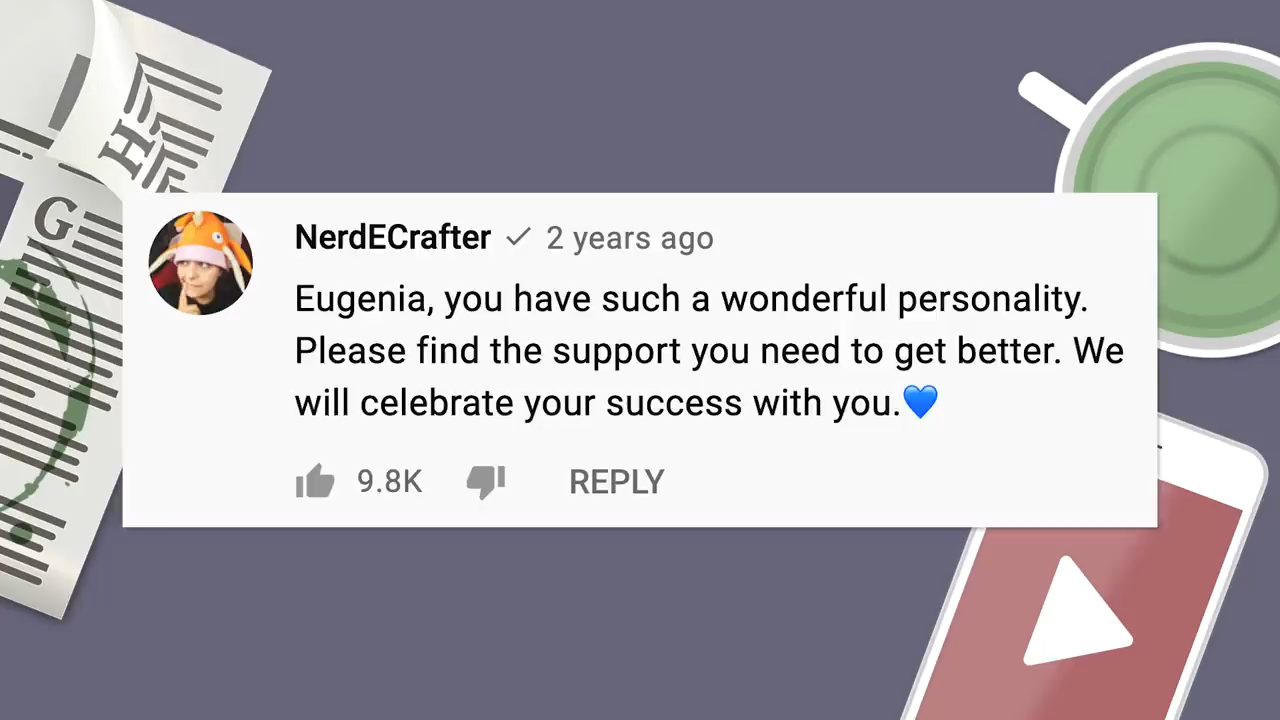 H
G
NerdECrafter ✓ 2 years ago
Eugenia, you have such a wonderful personality.
Please find the support you need to get better. We
will celebrate your success with you.💙
9.8K REPLY